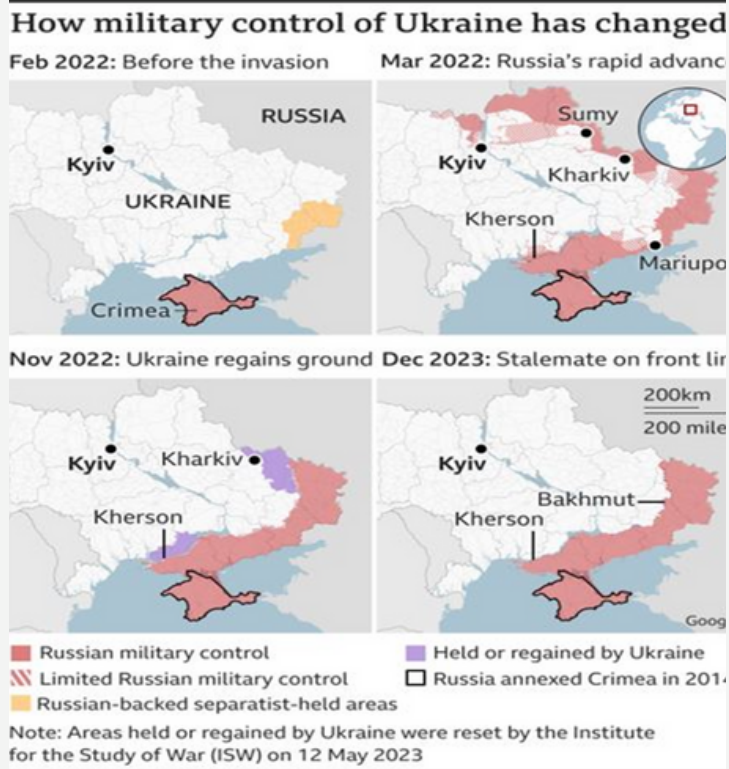 How military control of Ukraine has changed
Feb 2022: Before the invasion
Mar 2022: Russia's rapid advanc
RUSSIA
Kyiv
UKRAINE
Crimea
Sumy
Kyiv
Kharkiv
Kherson
Mariupo
Nov 2022: Ukraine regains ground
Dec 2023: Stalemate on front lin
Kyiv
Kharkiv
Kherson
200km
200 mile
Kyiv
Bakhmut
Kherson
Goog
Russian military control
Held or regained by Ukraine
Limited Russian military control
Russia annexed Crimea in 2014
Russian-backed separatist-held areas
Note: Areas held or regained by Ukraine were reset by the Institute
for the Study of War (ISW) on 12 May 2023